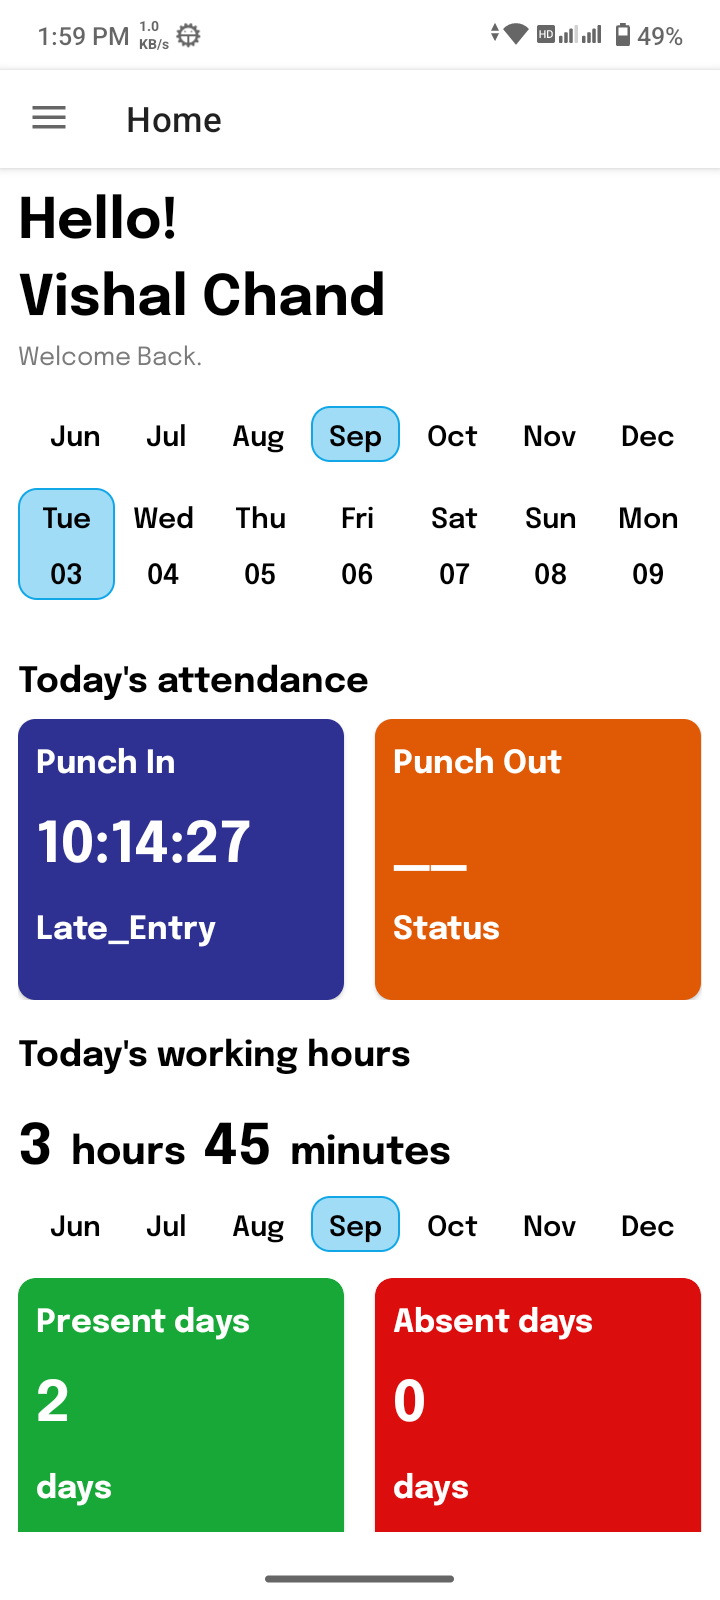 1:59 PM 1.0 KB/s HD 49%
Home
Hello!
Vishal Chand
Welcome Back.
Jun Jul Aug Sep Oct Nov Dec
Tue Wed Thu Fri Sat Sun Mon
03 04 05 06 07 08 09
Today's attendance
Punch In Punch Out
10:14:27 __
Late_Entry Status
Today's working hours
3 hours 45 minutes
Jun Jul Aug Sep Oct Nov Dec
Present days Absent days
2 0
days days